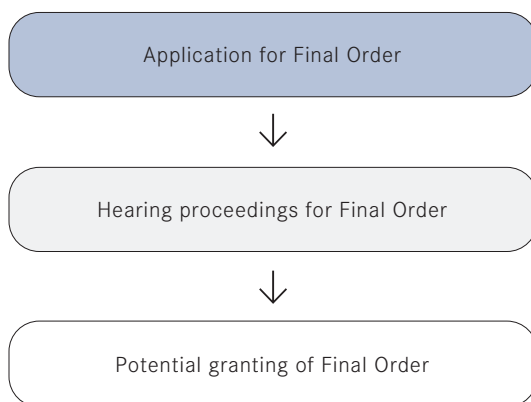 Application for Final Order
Hearing proceedings for Final Order
Potential granting of Final Order